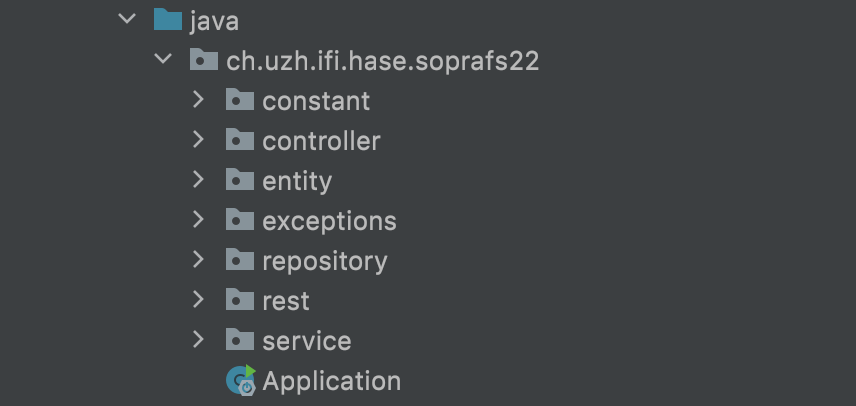 java
ch.uzh.ifi.hase.soprafs22
constant
controller
entity
exceptions
repository
rest
service
Application